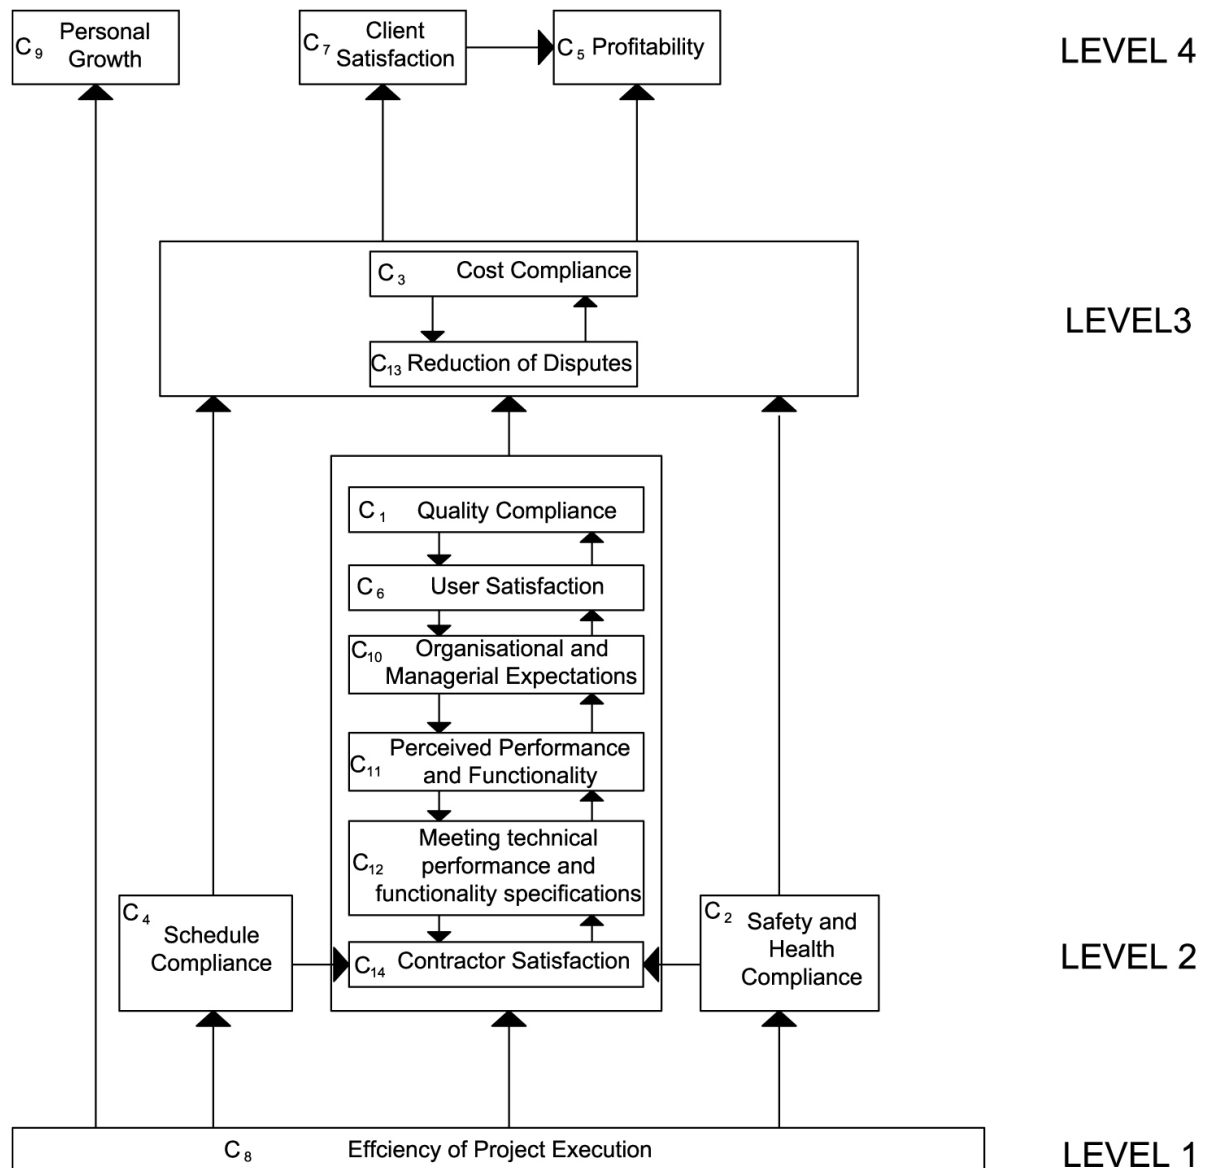 C9 Personal
Growth
C7 Client
Satisfaction
C5 Profitability
LEVEL 4
C3 Cost Compliance
C13 Reduction of Disputes
LEVEL3
C1 Quality Compliance
C6 User Satisfaction
C10 Organisational and
Managerial Expectations
C11 Perceived Performance
and Functionality
C12 Meeting technical
performance and
functionality specifications
C4 Schedule
Compliance
C14 Contractor Satisfaction
C2 Safety and
Health
Compliance
LEVEL 2
C8 Effciency of Project Execution
LEVEL 1